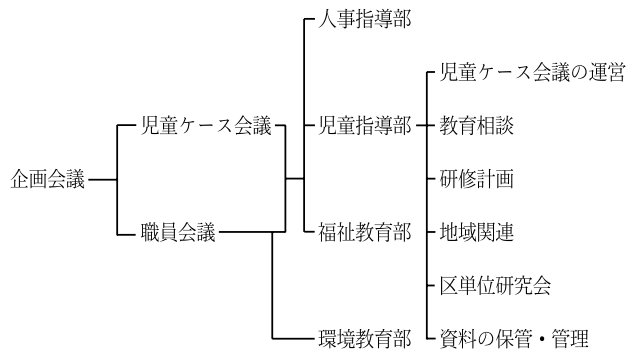 企画会議
児童ケース会議
職員会議
人事指導部
児童指導部
福祉教育部
環境教育部
児童ケース会議の運営
教育相談
研修計画
地域関連
区単位研究会
資料の保管・管理